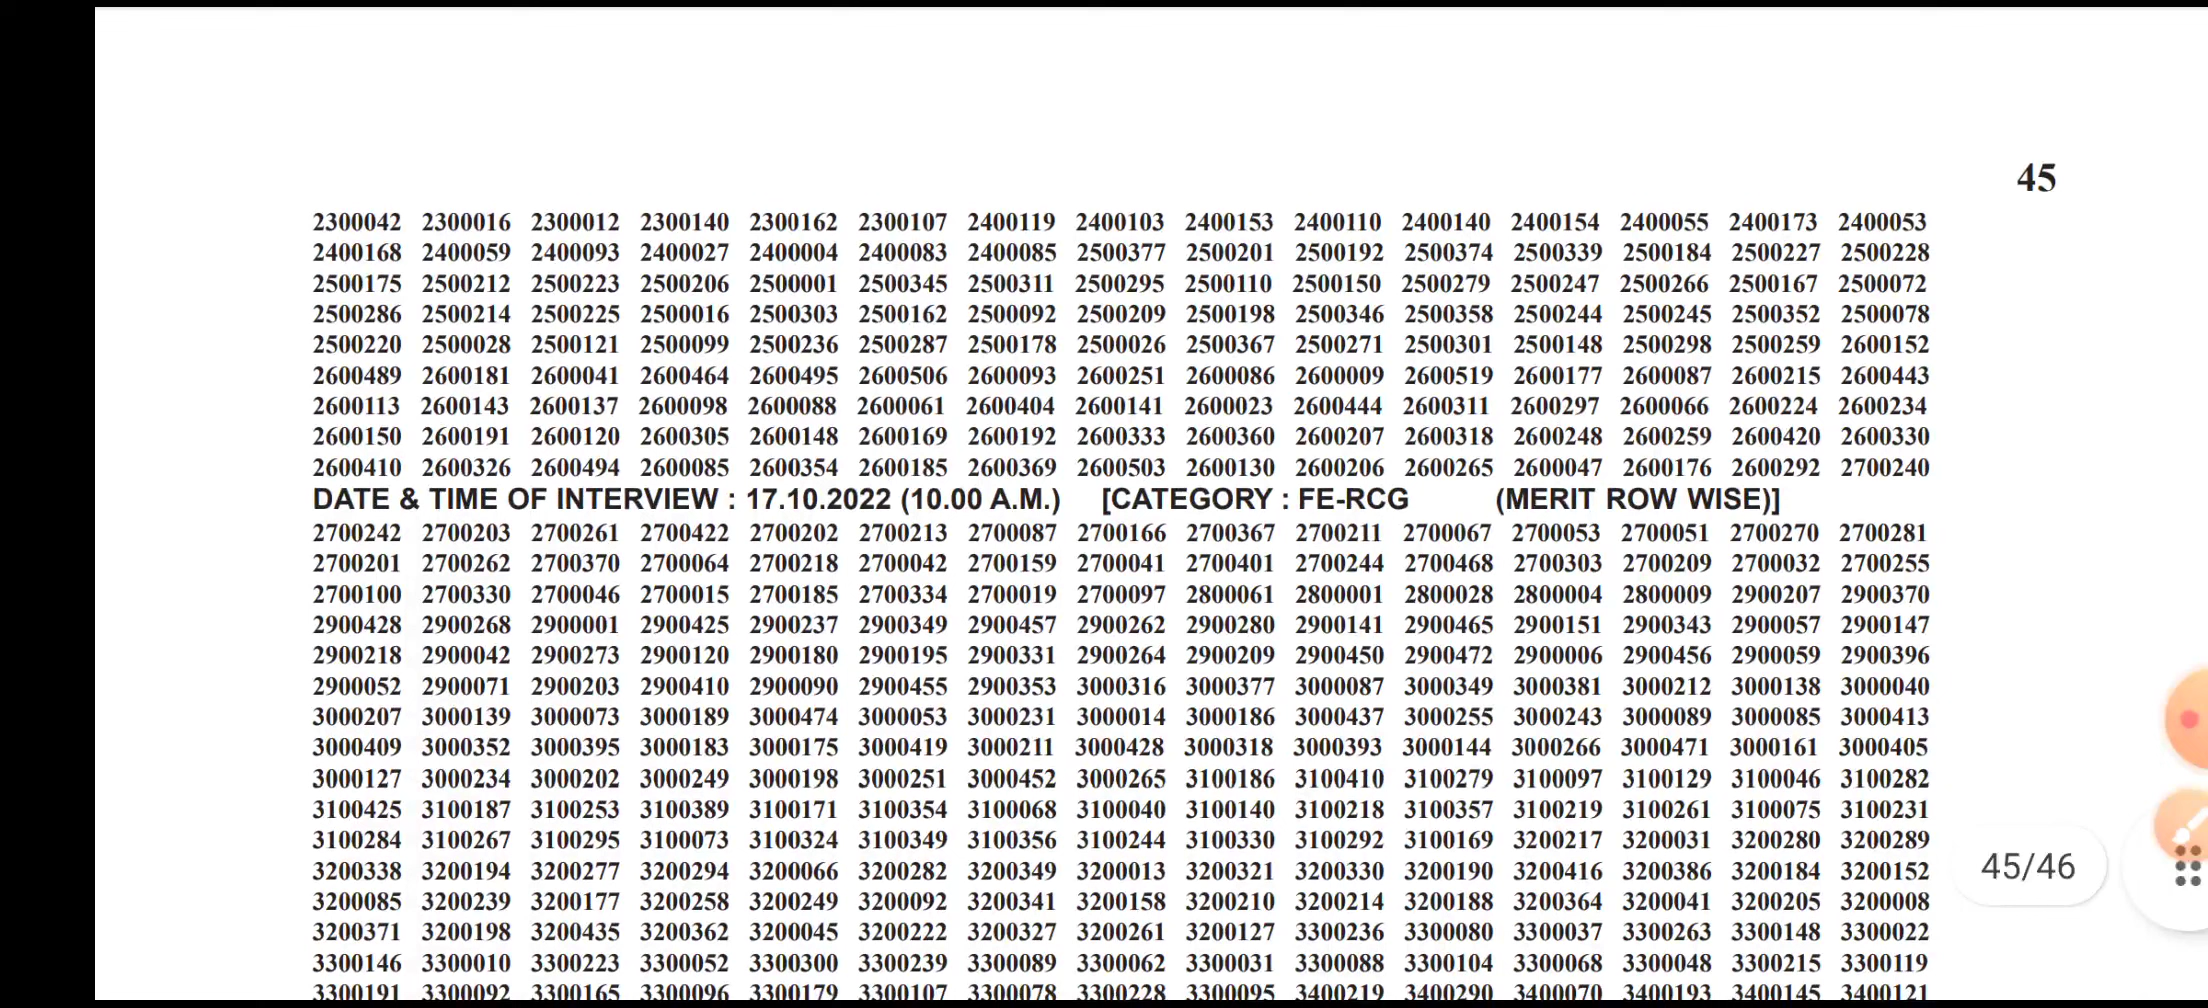 45
2300042 2300016 2300012 2300140 2300162 2300107 2400119 2400103 2400153 2400110 2400140 2400154 2400055 2400173 2400053
2400168 2400059 2400093 2400027 2400004 2400083 2400085 2500377 2500201 2500192 2500374 2500339 2500184 2500227 2500228
2500175 2500212 2500223 2500206 2500001 2500345 2500311 2500295 2500110 2500150 2500279 2500247 2500266 2500167 2500072
2500286 2500214 2500225 2500016 2500303 2500162 2500092 2500209 2500198 2500346 2500358 2500244 2500245 2500352 2500078
2500220 2500028 2500121 2500099 2500236 2500287 2500178 2500026 2500367 2500271 2500301 2500148 2500298 2500259 2600152
2600489 2600181 2600041 2600464 2600495 2600506 2600093 2600251 2600086 2600009 2600519 2600177 2600087 2600215 2600443
2600113 2600143 2600137 2600098 2600088 2600061 2600404 2600141 2600023 2600444 2600311 2600297 2600066 2600224 2600234
2600150 2600191 2600120 2600305 2600148 2600169 2600192 2600333 2600360 2600207 2600318 2600248 2600259 2600420 2600330
2600410 2600326 2600494 2600085 2600354 2600185 2600369 2600503 2600130 2600206 2600265 2600047 2600176 2600292 2700240
DATE & TIME OF INTERVIEW : 17.10.2022 (10.00 A.M.) [CATEGORY : FE-RCG (MERIT ROW WISE)]
2700242 2700203 2700261 2700422 2700202 2700213 2700087 2700166 2700367 2700211 2700067 2700053 2700051 2700270 2700281
2700201 2700262 2700370 2700064 2700218 2700042 2700159 2700041 2700401 2700244 2700468 2700303 2700209 2700032 2700255
2700100 2700330 2700046 2700015 2700185 2700334 2700019 2700097 2800061 2800001 2800028 2800004 2800009 2900207 2900370
2900428 2900268 2900001 2900425 2900237 2900349 2900457 2900262 2900280 2900141 2900465 2900151 2900343 2900057 2900147
2900218 2900042 2900273 2900120 2900180 2900195 2900331 2900264 2900209 2900450 2900472 2900006 2900456 2900059 2900396
2900052 2900071 2900203 2900410 2900090 2900455 2900353 3000316 3000377 3000087 3000349 3000381 3000212 3000138 3000040
3000207 3000139 3000073 3000189 3000474 3000053 3000231 3000014 3000186 3000437 3000255 3000243 3000089 3000085 3000413
3000409 3000352 3000395 3000183 3000175 3000419 3000211 3000428 3000318 3000393 3000144 3000266 3000471 3000161 3000405
3000127 3000234 3000202 3000249 3000198 3000251 3000452 3000265 3100186 3100410 3100279 3100097 3100129 3100046 3100282
3100425 3100187 3100253 3100389 3100171 3100354 3100068 3100040 3100140 3100218 3100357 3100219 3100261 3100075 3100231
3100284 3100267 3100295 3100073 3100324 3100349 3100356 3100244 3100330 3100292 3100169 3200217 3200031 3200280 3200289
3200338 3200194 3200277 3200294 3200066 3200282 3200349 3200013 3200321 3200330 3200190 3200416 3200386 3200184 3200152
45/46
3200085 3200239 3200177 3200258 3200249 3200092 3200341 3200158 3200210 3200214 3200188 3200364 3200041 3200205 3200008
3200371 3200198 3200435 3200362 3200045 3200222 3200327 3200261 3200127 3300236 3300080 3300037 3300263 3300148 3300022
3300146 3300010 3300223 3300052 3300300 3300239 3300089 3300062 3300031 3300088 3300104 3300068 3300048 3300215 3300119
3300191 3300092 3300165 3300096 3300179 3300107 3300078 3300228 3300095 3400219 3400290 3400070 3400193 3400145 3400121